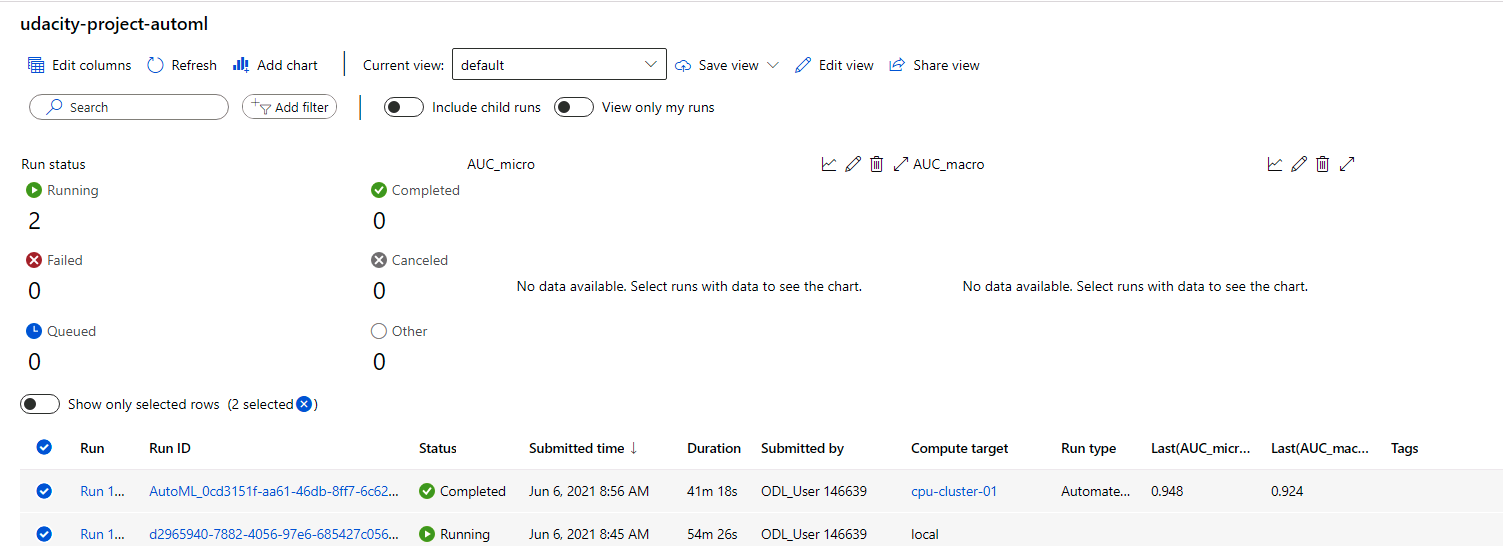 udacity-project-automl
Edit columns Refresh Add chart Current view: default Save view Edit view Share view
Search Add filter Include child runs View only my runs
Run status AUC_micro AUC_macro
Running Completed
2 0
Failed Canceled
0 0
No data available. Select runs with data to see the chart. No data available. Select runs with data to see the chart.
Queued Other
0 0
Show only selected rows (2 selected )
Run Run ID Status Submitted time ↓ Duration Submitted by Compute target Run type Last(AUC_micr... Last(AUC_mac... Tags
Run 1... AutoML_0cd3151f-aa61-46db-8ff7-6c62... Completed Jun 6, 2021 8:56 AM 41m 18s ODL_User 146639 cpu-cluster-01 Automate... 0.948 0.924
Run 1... d2965940-7882-4056-97e6-685427c056... Running Jun 6, 2021 8:45 AM 54m 26s ODL_User 146639 local